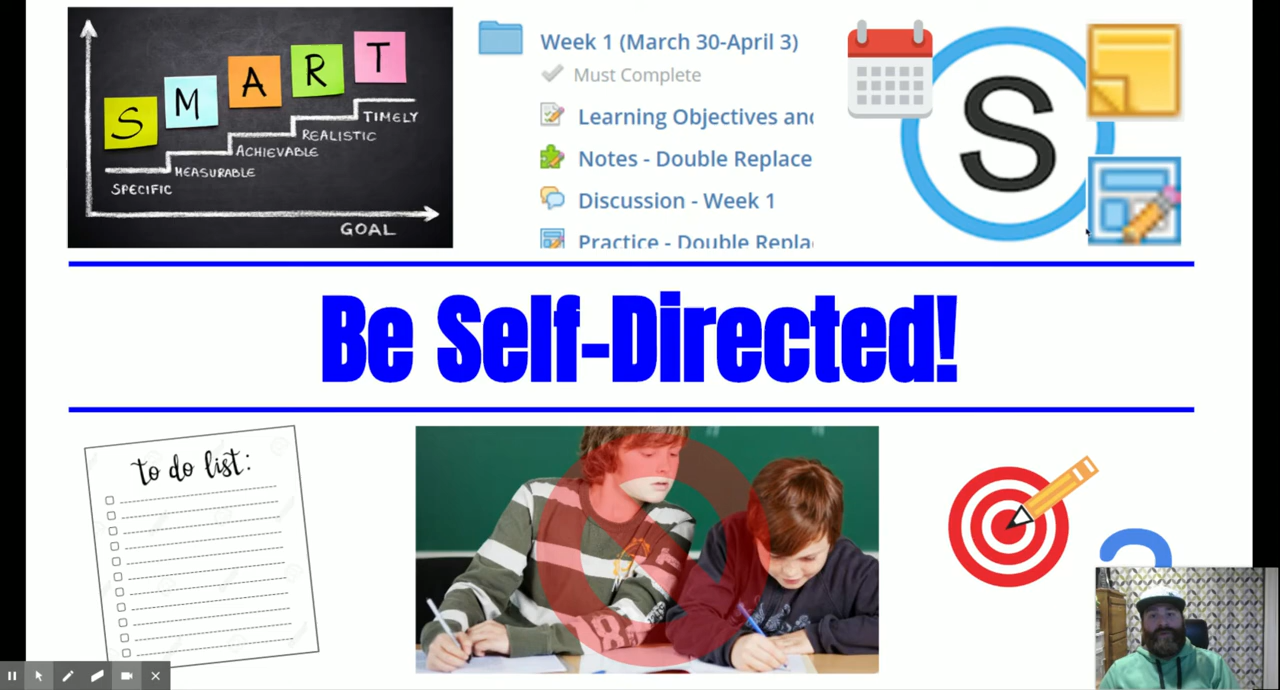 S M A R T
TIMELY
REALISTIC
ACHIEVABLE
MEASURABLE
SPECIFIC
GOAL
Week 1 (March 30-April 3)
Must Complete
Learning Objectives and
Notes - Double Replace
Discussion - Week 1
Practice - Double Repla
S
Be Self-Directed!
to do list: